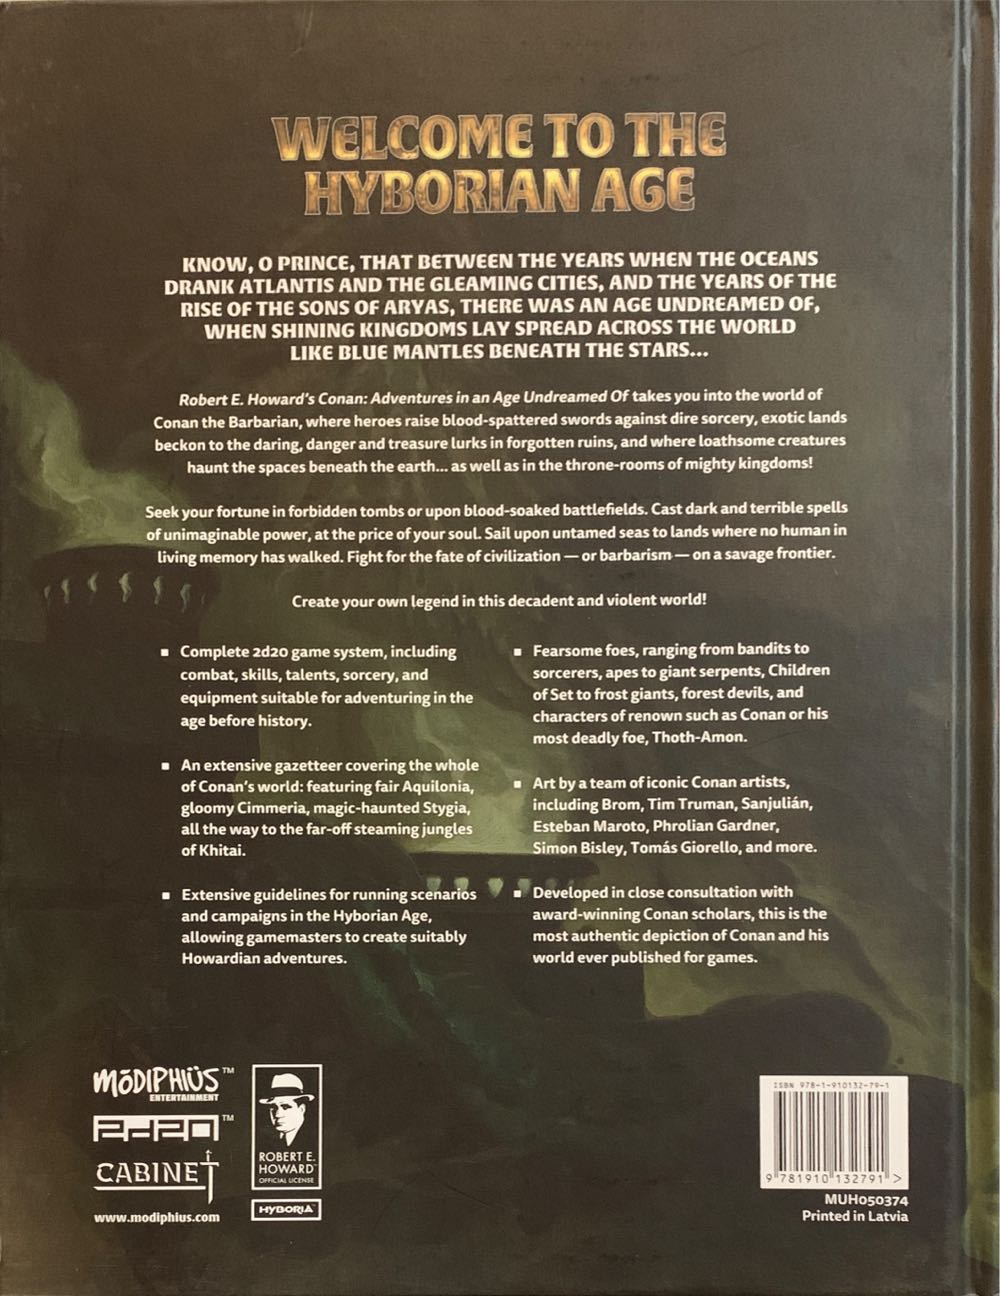 WELCOME TO THE
HYBORIAN AGE
KNOW, O PRINCE, THAT BETWEEN THE YEARS WHEN THE OCEANS
DRANK ATLANTIS AND THE GLEAMING CITIES, AND THE YEARS OF THE
RISE OF THE SONS OF ARYAS, THERE WAS AN AGE UNDREAMED OF,
WHEN SHINING KINGDOMS LAY SPREAD ACROSS THE WORLD
LIKE BLUE MANTLES BENEATH THE STARS...
Robert E. Howard's Conan: Adventures in an Age Undreamed Of takes you into the world of
Conan the Barbarian, where heroes raise blood-spattered swords against dire sorcery, exotic lands
beckon to the daring, danger and treasure lurks in forgotten ruins, and where loathsome creatures
haunt the spaces beneath the earth... as well as in the throne-rooms of mighty kingdoms!
Seek your fortune in forbidden tombs or upon blood-soaked battlefields. Cast dark and terrible spells
of unimaginable power, at the price of your soul. Sail upon untamed seas to lands where no human in
living memory has walked. Fight for the fate of civilization — or barbarism — on a savage frontier.
Create your own legend in this decadent and violent world!
▪ Complete 2d20 game system, including
combat, skills, talents, sorcery, and
equipment suitable for adventuring in the
age before history.
▪ An extensive gazetteer covering the whole
of Conan's world: featuring fair Aquilonia,
gloomy Cimmeria, magic-haunted Stygia,
all the way to the far-off steaming jungles
of Khitai.
▪ Extensive guidelines for running scenarios
and campaigns in the Hyborian Age,
allowing gamemasters to create suitably
Howardian adventures.
▪ Fearsome foes, ranging from bandits to
sorcerers, apes to giant serpents, Children
of Set to frost giants, forest devils, and
characters of renown such as Conan or his
most deadly foe, Thoth-Amon.
▪ Art by a team of iconic Conan artists,
including Brom, Tim Truman, Sanjulián,
Esteban Maroto, Phrolian Gardner,
Simon Bisley, Tomás Giorello, and more.
▪ Developed in close consultation with
award-winning Conan scholars, this is the
most authentic depiction of Conan and his
world ever published for games.
MōDIPHIÜS™
ENTERTAINMENT
2d20™
CABINET
www.modiphius.com
ROBERT E.
HOWARD™
OFFICIAL LICENSE
HYBORIA
ISBN 978-1-910132-79-1
9 781910 132791 >
MUH050374
Printed in Latvia